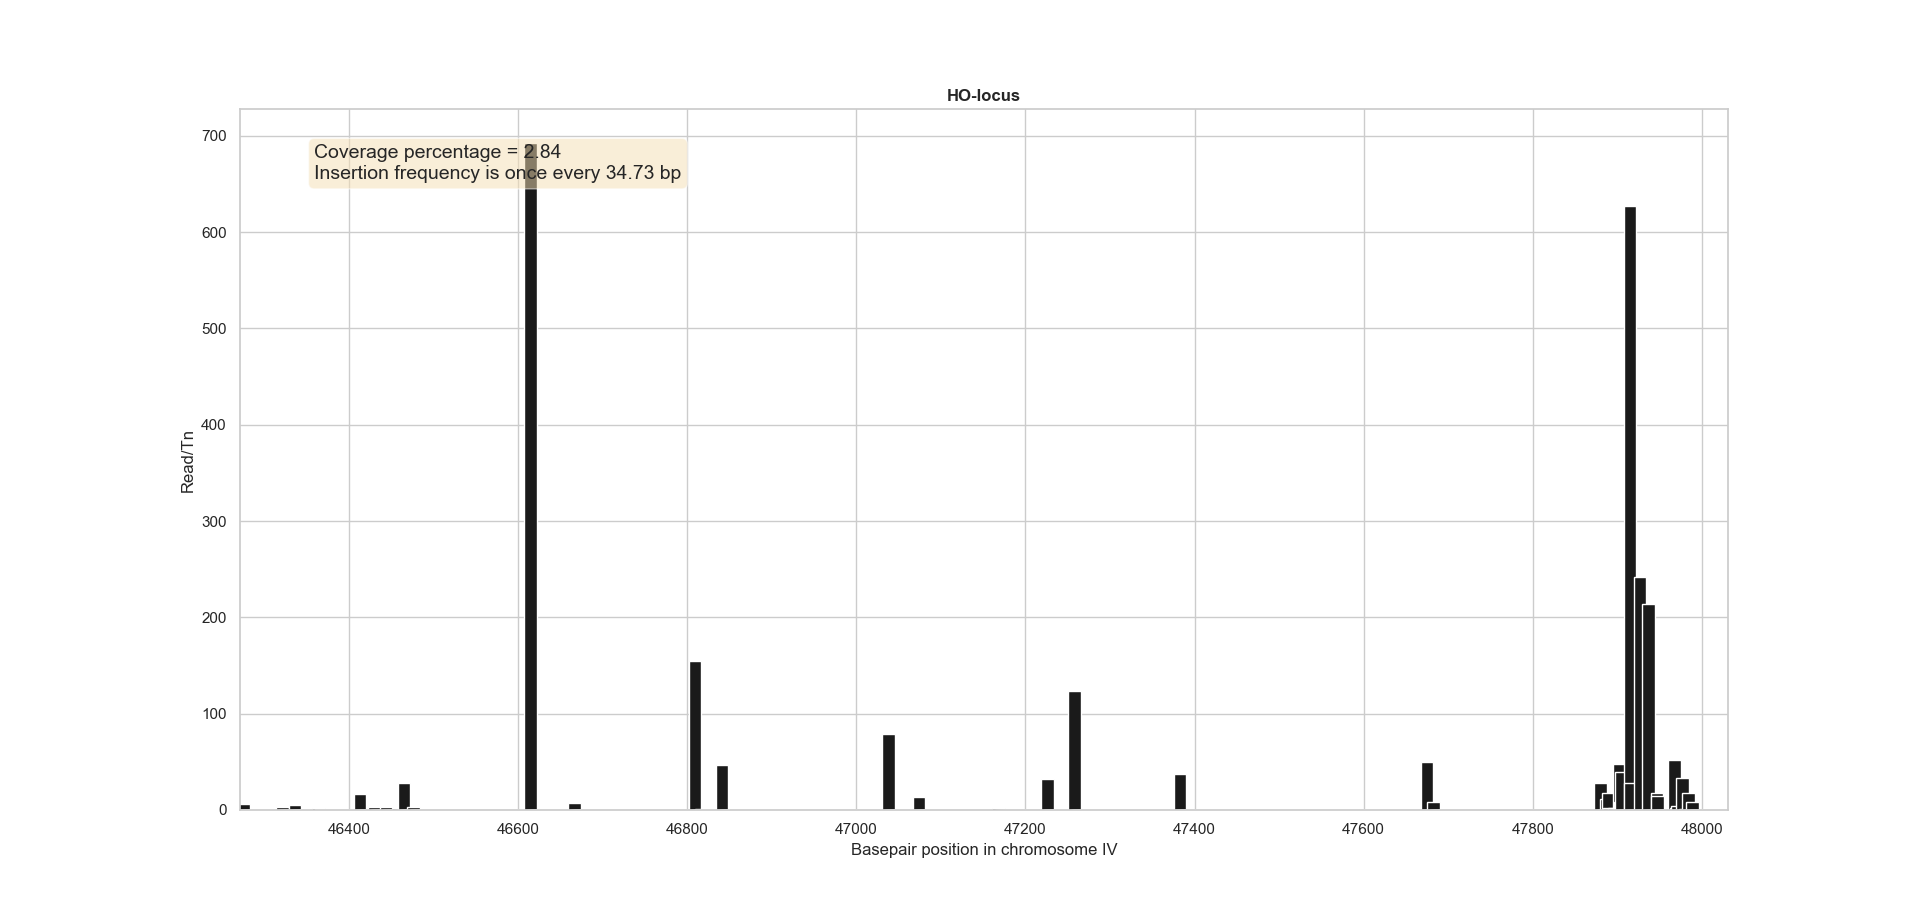 HO-locus
Coverage percentage = 2.84
Insertion frequency is once every 34.73 bp
700
600
500
400
300
200
100
0
Read/Tn
46400 46600 46800 47000 47200 47400 47600 47800 48000
Basepair position in chromosome IV